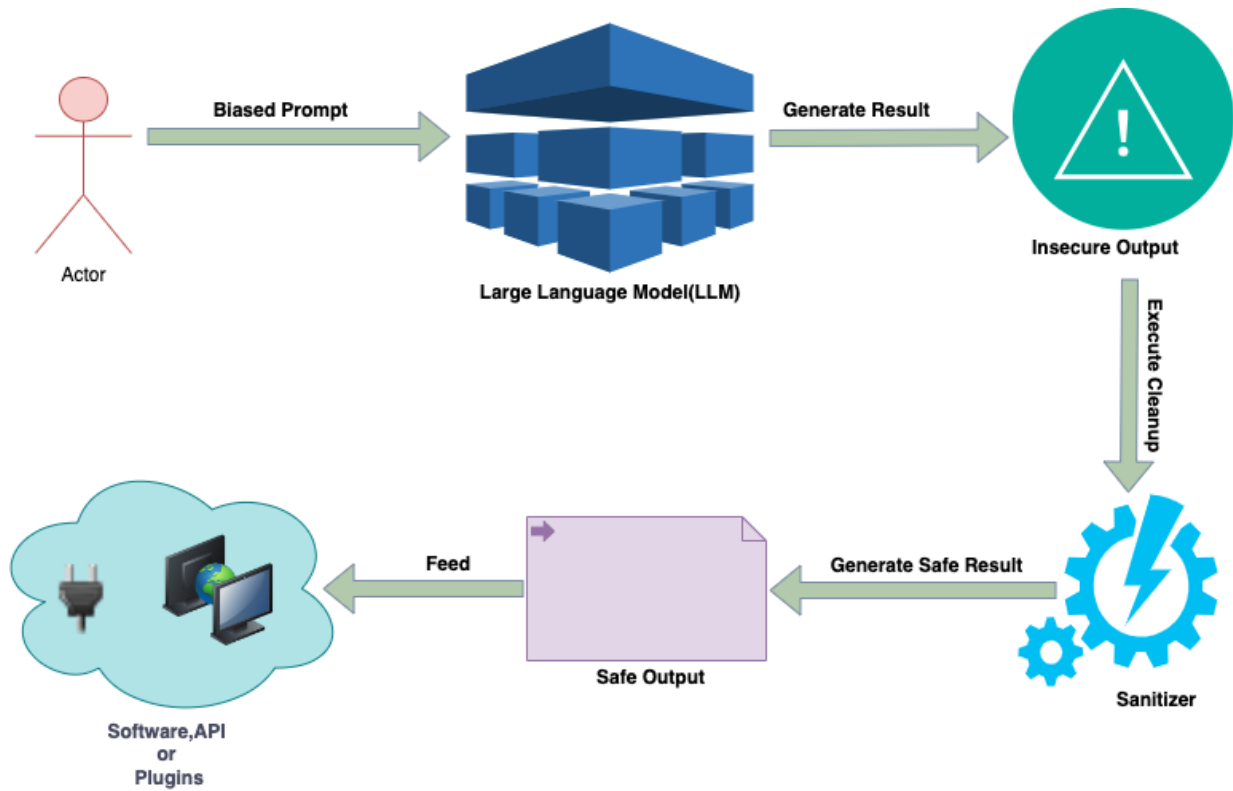 Biased Prompt
Generate Result
Actor
Large Language Model(LLM)
!
Insecure Output
Execute Cleanup
Sanitizer
Generate Safe Result
Safe Output
Feed
Software,API
or
Plugins